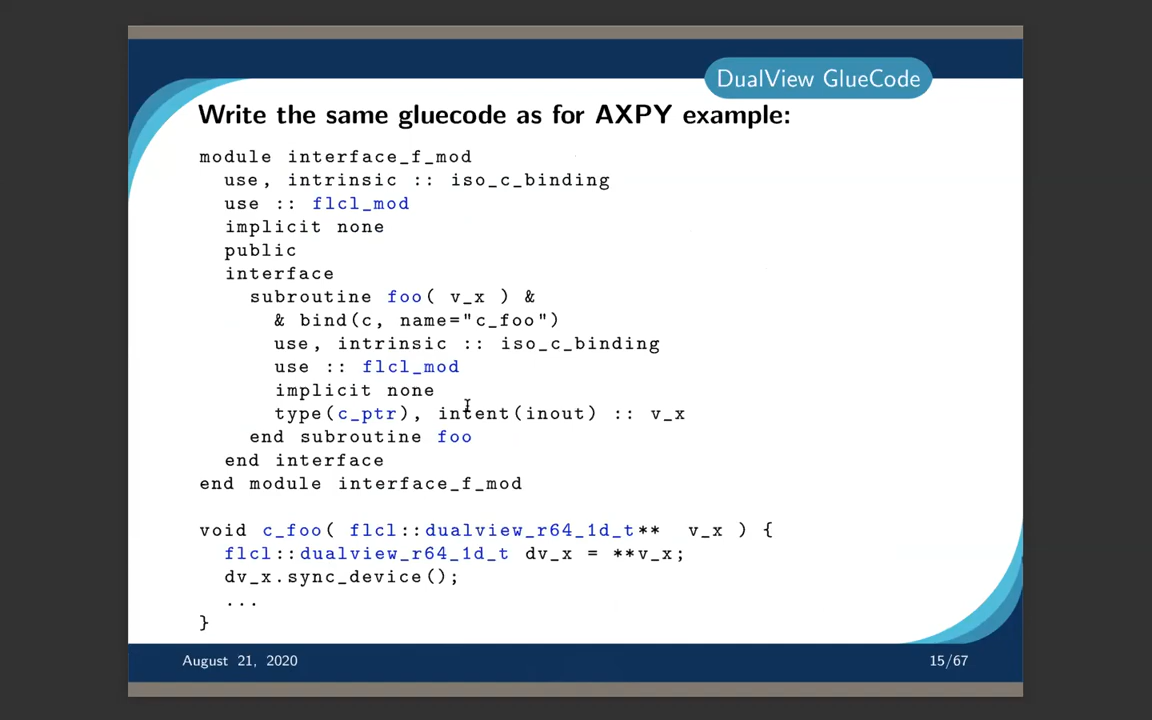 DualView GlueCode
Write the same gluecode as for AXPY example:
module interface_f_mod
use, intrinsic :: iso_c_binding
use :: flcl_mod
implicit none
public
interface
subroutine foo( v_x ) &
& bind(c, name="c_foo")
use, intrinsic :: iso_c_binding
use :: flcl_mod
implicit none
type(c_ptr), intent(inout) :: v_x
end subroutine foo
end interface
end module interface_f_mod
void c_foo( flcl::dualview_r64_1d_t** v_x ) {
flcl::dualview_r64_1d_t dv_x = **v_x;
dv_x.sync_device();
...
}
August 21, 2020
15/67